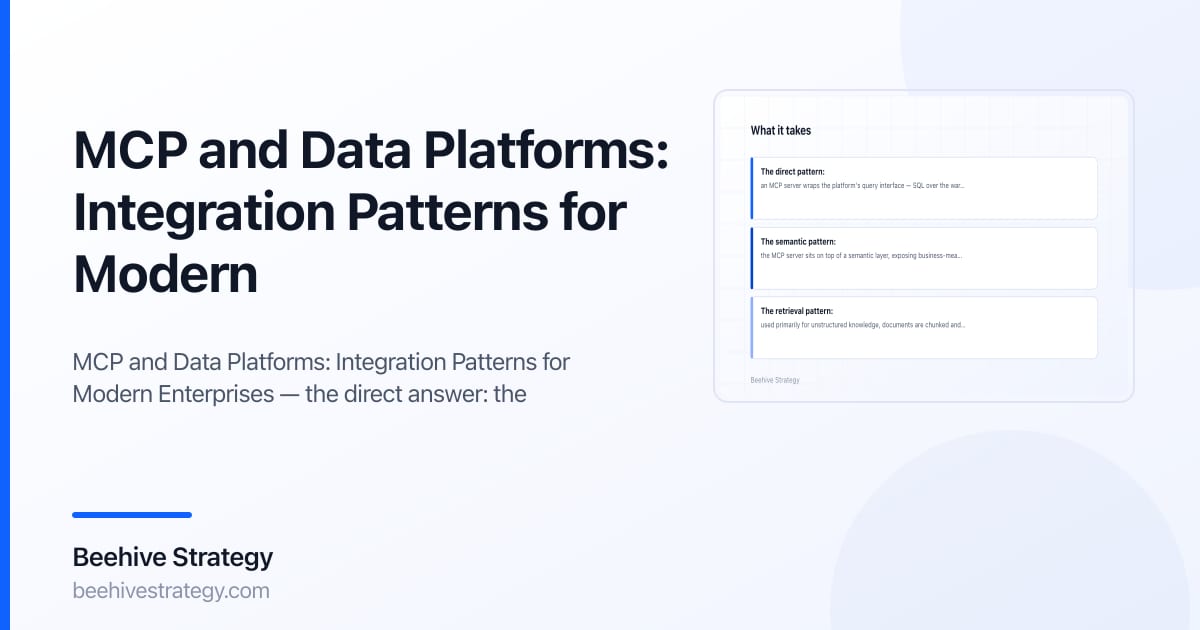 MCP and Data Platforms:
Integration Patterns for
Modern
MCP and Data Platforms: Integration Patterns for
Modern Enterprises — the direct answer: the
Beehive Strategy
beehivestrategy.com
What it takes
The direct pattern:
an MCP server wraps the platform's query interface — SQL over the war...
The semantic pattern:
the MCP server sits on top of a semantic layer, exposing business-mea...
The retrieval pattern:
used primarily for unstructured knowledge, documents are chunked and...
Beehive Strategy